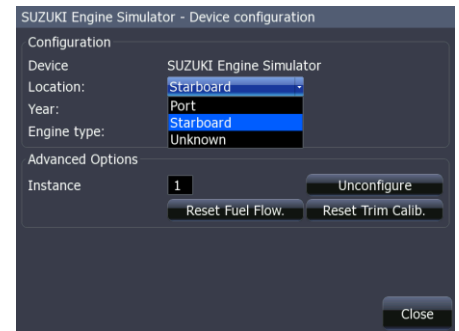 SUZUKI Engine Simulator - Device configuration
Configuration
Device SUZUKI Engine Simulator
Location: Starboard
Year: Port
Starboard
Engine type:
Unknown
Advanced Options
Instance 1 Unconfigure
Reset Fuel Flow. Reset Trim Calib.
Close